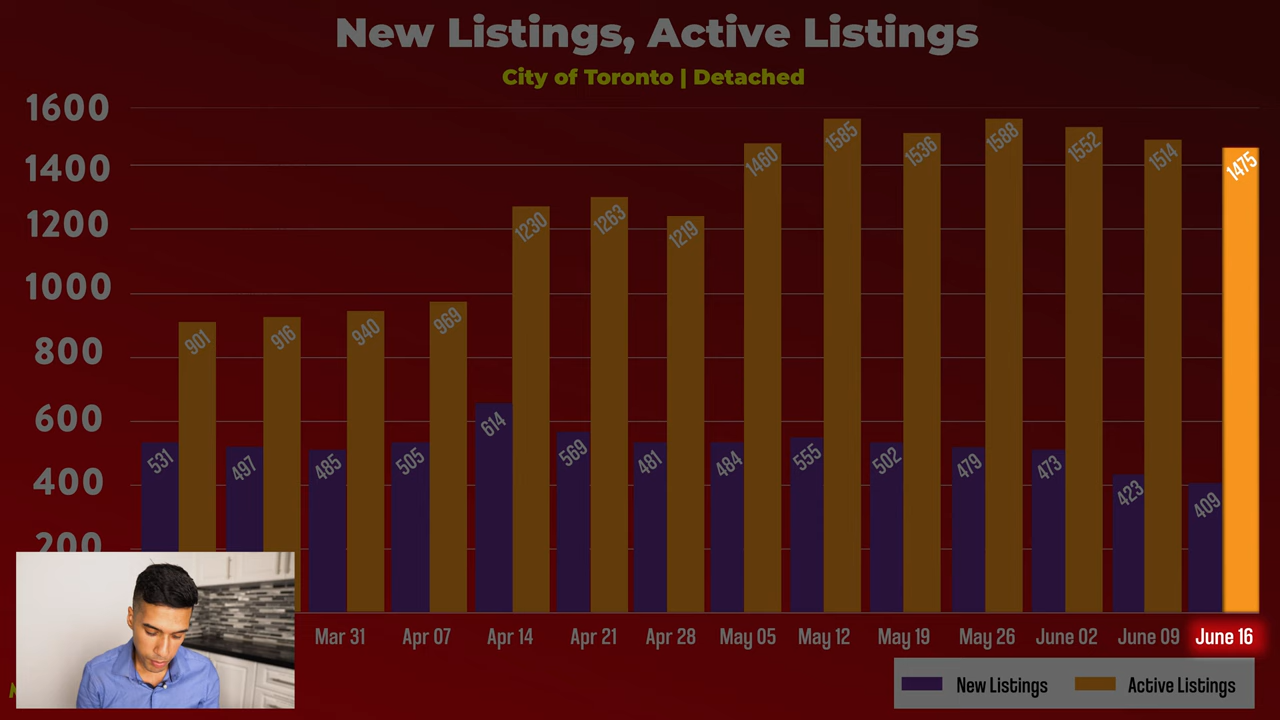 New Listings, Active Listings
City of Toronto | Detached
1600
1400
1200
1000
800
600
400
200
531
901
497
916
485
940
505
969
614
1230
569
1263
481
1219
484
1460
555
1585
502
1536
479
1588
473
1552
423
1514
409
1475
Mar 31
Apr 07
Apr 14
Apr 21
Apr 28
May 05
May 12
May 19
May 26
June 02
June 09
June 16
New Listings
Active Listings